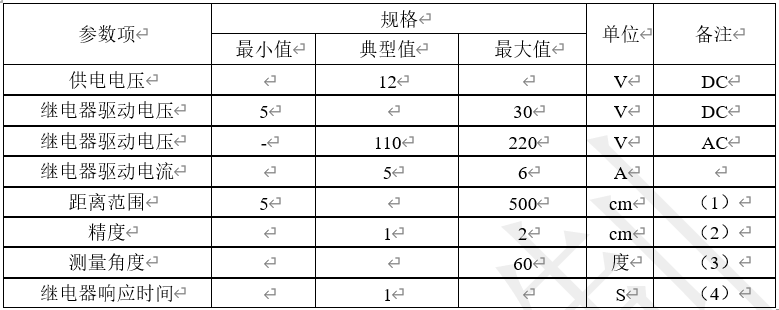 参数项 规格 单位 备注
最小值 典型值 最大值
供电电压 12 V DC
继电器驱动电压 5 30 V DC
继电器驱动电压 - 110 220 V AC
继电器驱动电流 5 6 A
距离范围 5 500 cm （1）
精度 1 2 cm （2）
测量角度 60 度 （3）
继电器响应时间 1 S （4）